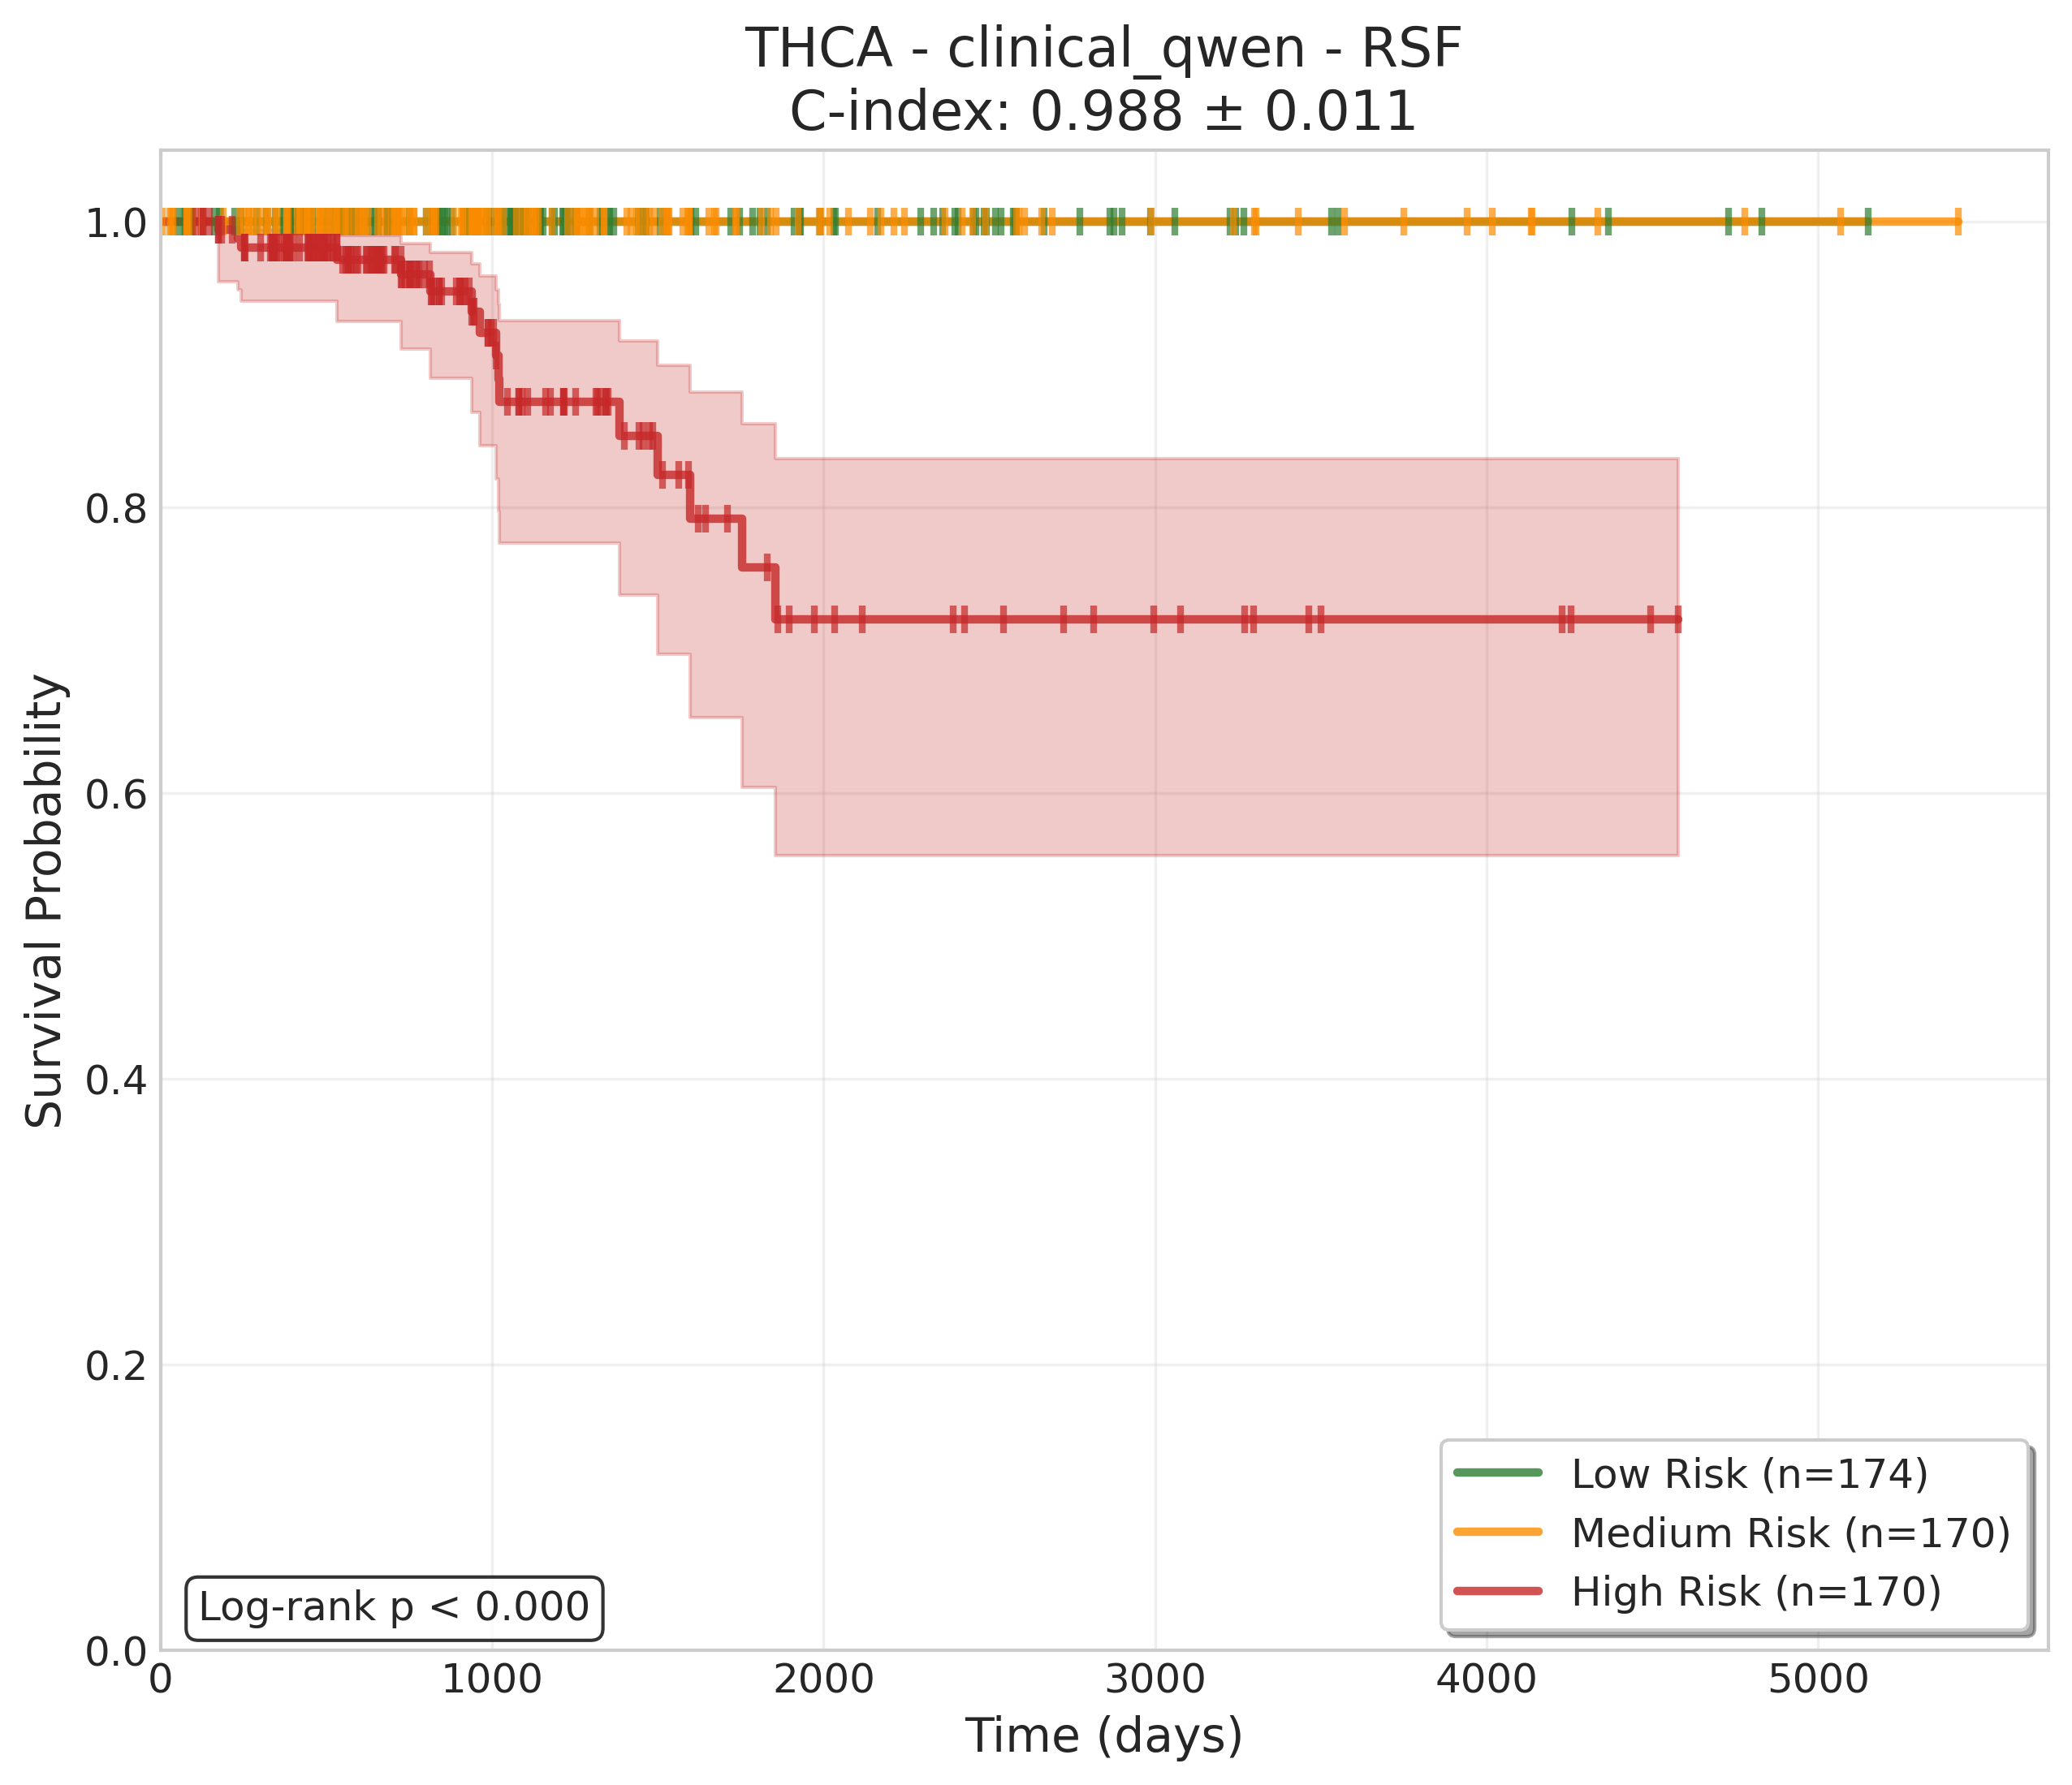 THCA - clinical_qwen - RSF
C-index: 0.988 ± 0.011
Survival Probability
1.0
0.8
0.6
0.4
0.2
0.0
0 1000 2000 3000 4000 5000
Time (days)
Log-rank p < 0.000
Low Risk (n=174)
Medium Risk (n=170)
High Risk (n=170)